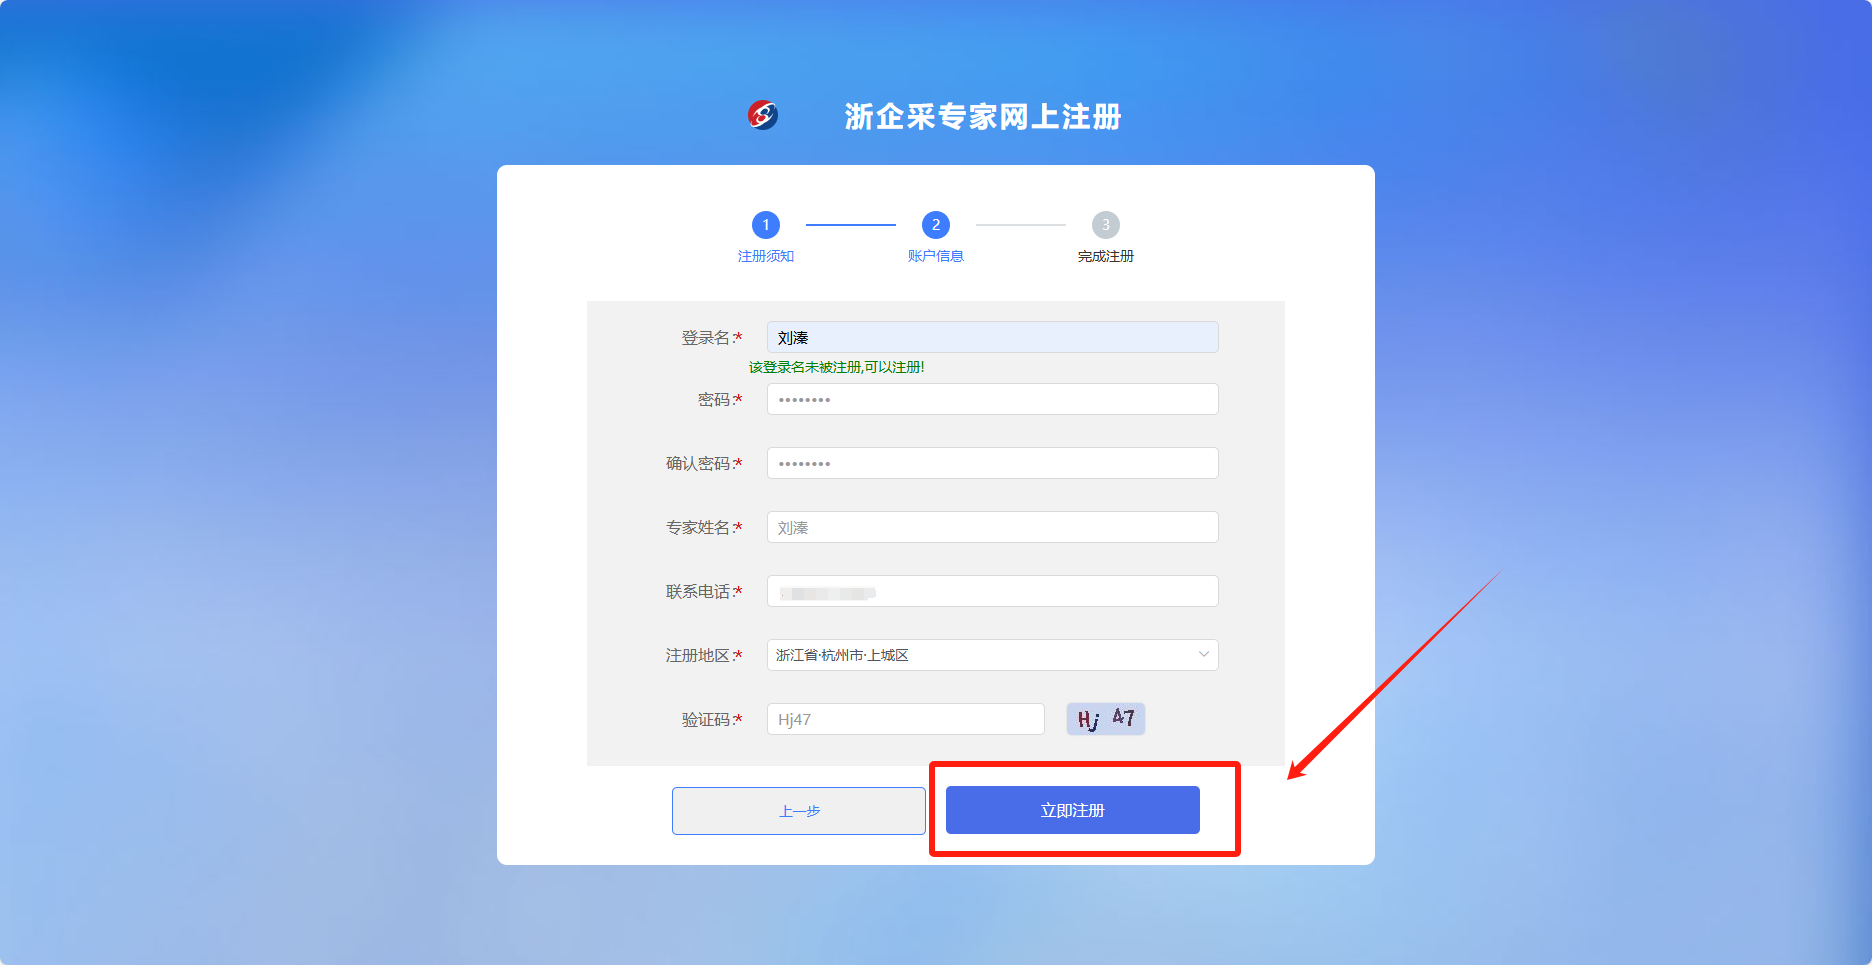 浙企采专家网上注册
1 2 3
注册须知 账户信息 完成注册
登录名:* 刘溱
该登录名未被注册,可以注册!
密码:* ••••••••
确认密码:* ••••••••
专家姓名:* 刘溱
联系电话:*
注册地区:* 浙江省·杭州市·上城区
验证码:* Hj47 Hj 47
上一步 立即注册